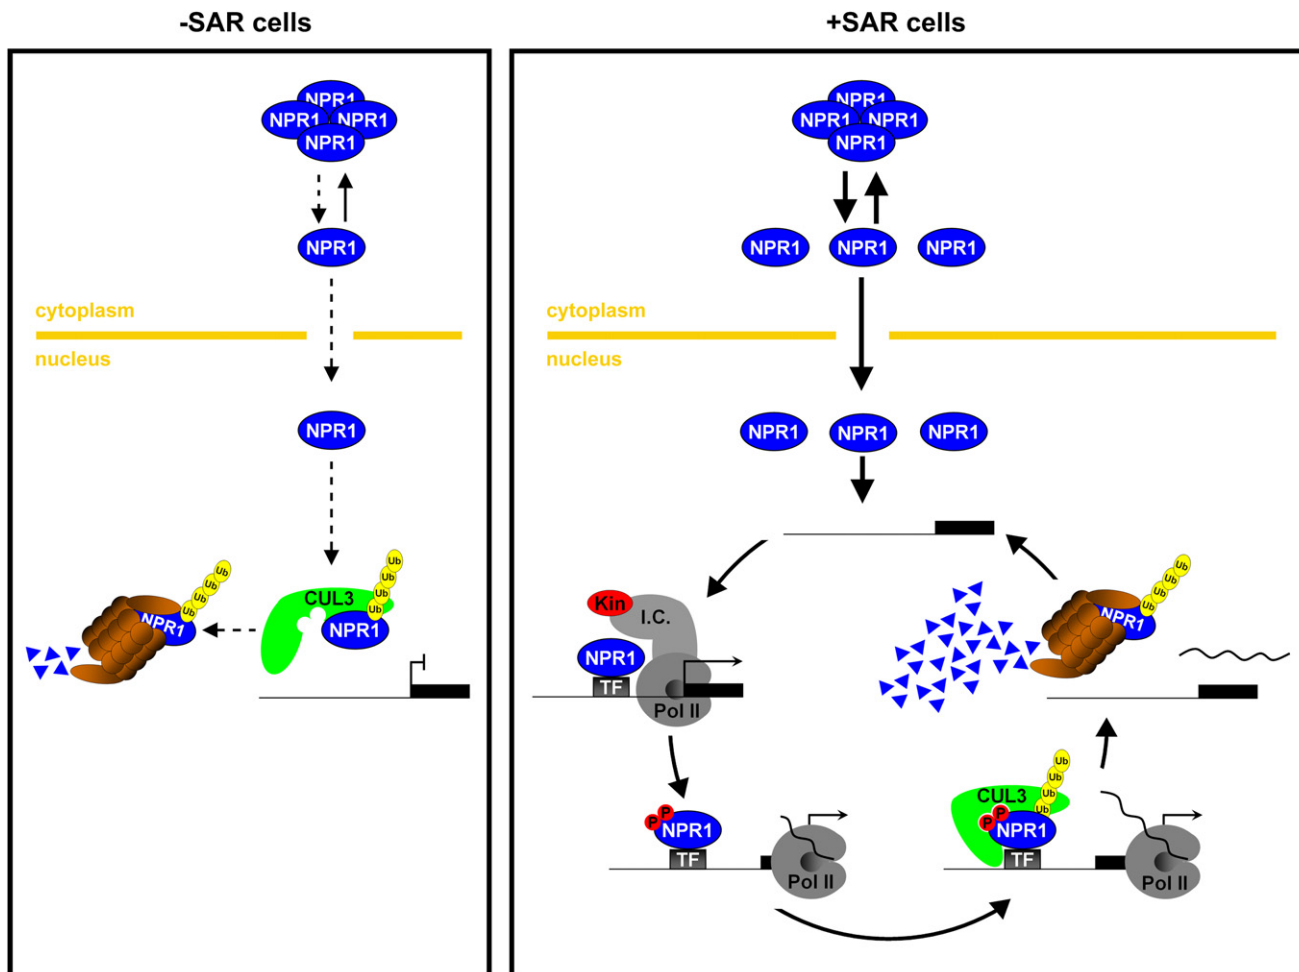 -SAR cells
NPR1
NPR1
NPR1
NPR1
NPR1
cytoplasm
nucleus
NPR1
Ub
Ub
Ub
Ub
NPR1
Ub
Ub
Ub
Ub
CUL3
NPR1
+SAR cells
NPR1
NPR1
NPR1
NPR1
NPR1
NPR1
NPR1
cytoplasm
nucleus
NPR1
NPR1
NPR1
Kin
I.C.
NPR1
TF
Pol II
P
P
NPR1
TF
Pol II
Ub
Ub
Ub
Ub
CUL3
P
P
NPR1
TF
Pol II
Ub
Ub
Ub
Ub
NPR1